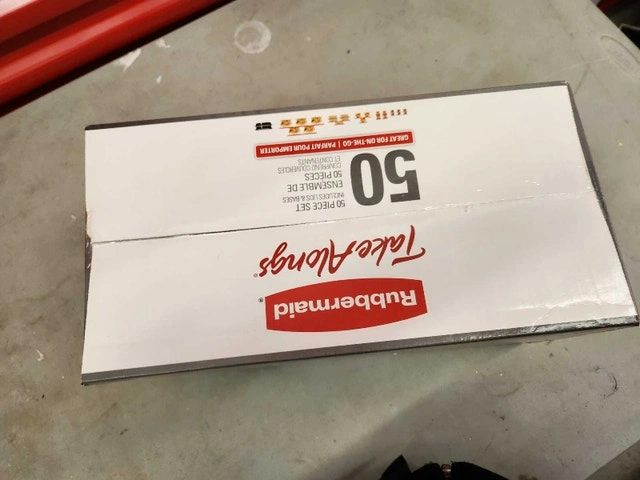 Rubbermaid®
TakeAlongs®
50
50 PIECE SET
INCLUDES LIDS & BASES
ENSEMBLE DE
50 PIÈCES
COMPREND COUVERCLES
ET CONTENANTS
GREAT FOR ON-THE-GO | PARFAIT POUR EMPORTER